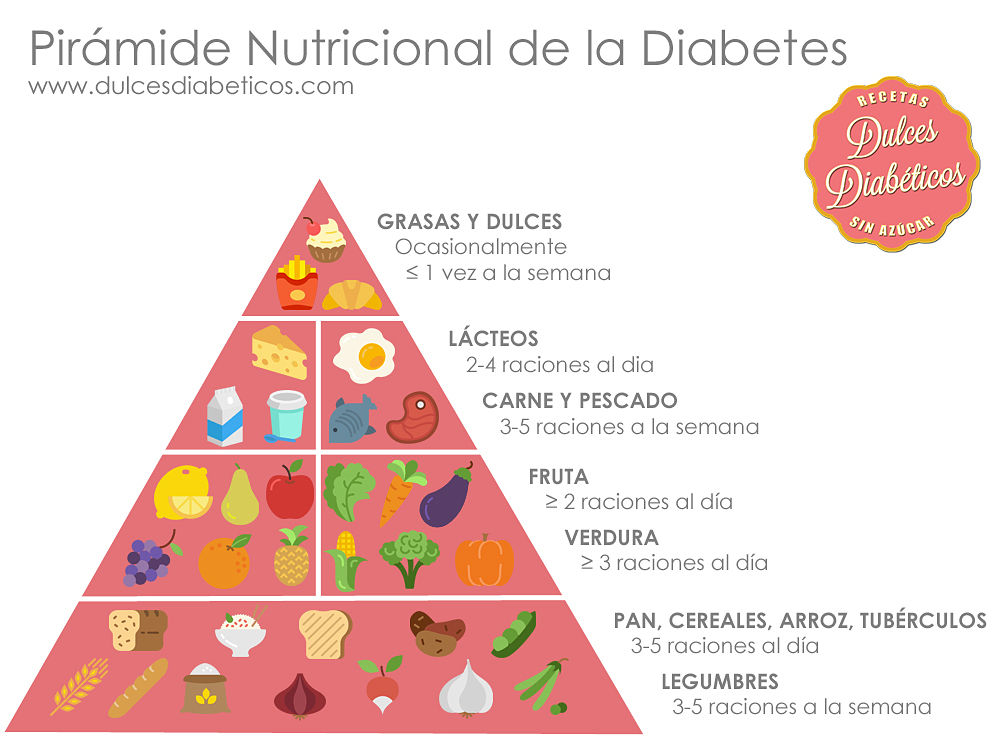 Pirámide Nutricional de la Diabetes
www.dulcesdiabeticos.com
RECETAS
Dulces
Diabéticos
SIN AZÚCAR
GRASAS Y DULCES
Ocasionalmente
≤ 1 vez a la semana
LÁCTEOS
2-4 raciones al dia
CARNE Y PESCADO
3-5 raciones a la semana
FRUTA
≥ 2 raciones al día
VERDURA
≥ 3 raciones al día
PAN, CEREALES, ARROZ, TUBÉRCULOS
3-5 raciones al día
LEGUMBRES
3-5 raciones a la semana